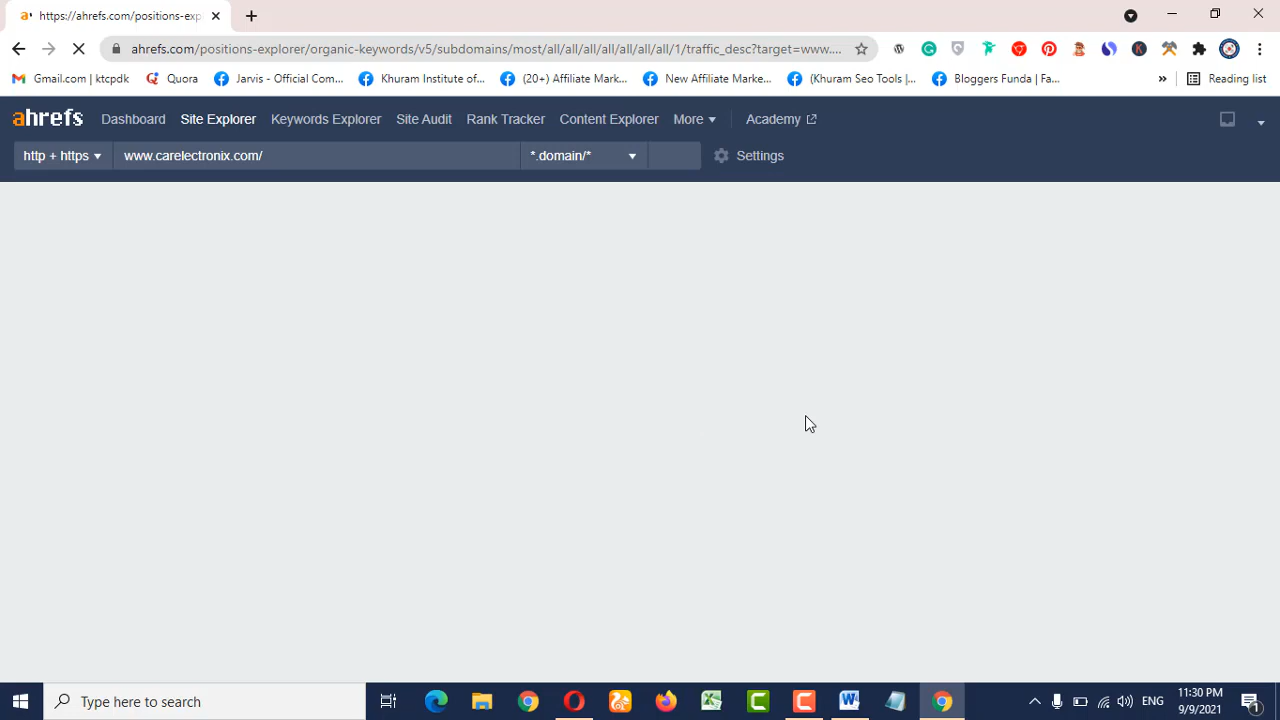 https://ahrefs.com/positions-exp
ahrefs.com/positions-explorer/organic-keywords/v5/subdomains/most/all/all/all/all/all/all/all/1/traffic_desc?target=www....
Gmail.com | ktcpdk
Quora
Jarvis - Official Com...
Khuram Institute of...
(20+) Affiliate Mark...
New Affiliate Marke...
(Khuram Seo Tools |...
Bloggers Funda | Fa...
»
Reading list
ahrefs
Dashboard
Site Explorer
Keywords Explorer
Site Audit
Rank Tracker
Content Explorer
More
Academy
http + https
www.carelectronix.com/
*.domain/*
Settings
Type here to search
ENG
11:30 PM
9/9/2021
1